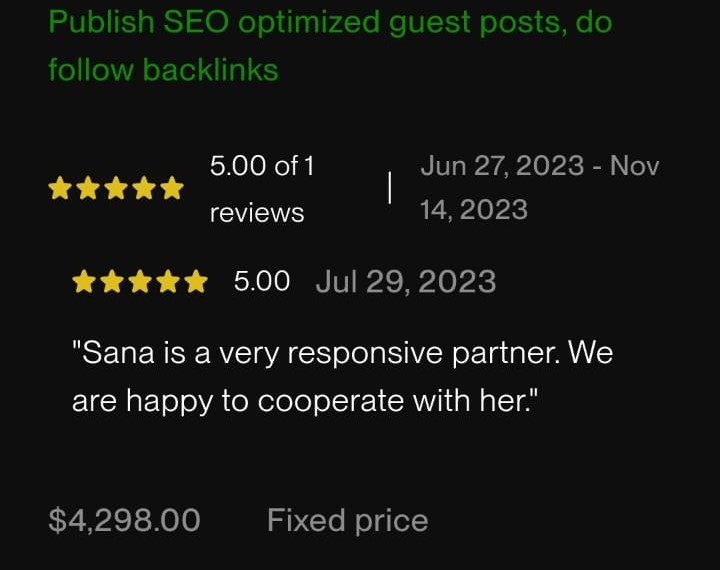 Publish SEO optimized guest posts, do
follow backlinks
5.00 of 1
reviews
|
Jun 27, 2023 - Nov
14, 2023
5.00 Jul 29, 2023
"Sana is a very responsive partner. We
are happy to cooperate with her."
$4,298.00 Fixed price